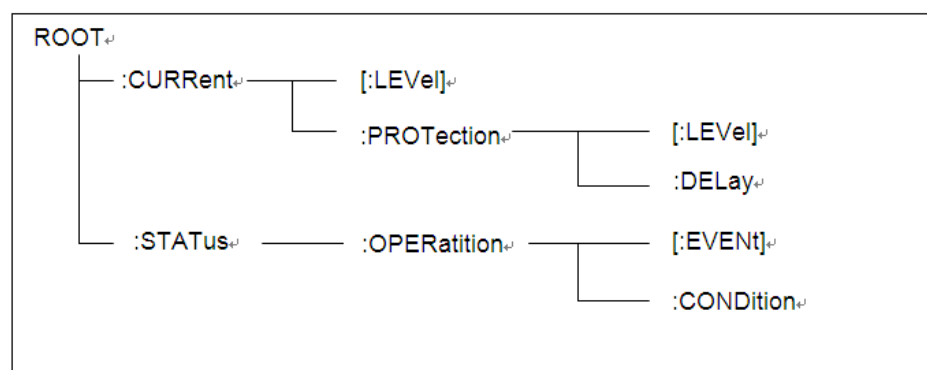 ROOT↵
:CURRent↵ [:LEVel]↵
:PROTection↵ [:LEVel]↵
:DELay↵
:STATus↵ :OPERatition↵ [:EVENt]↵
:CONDition↵